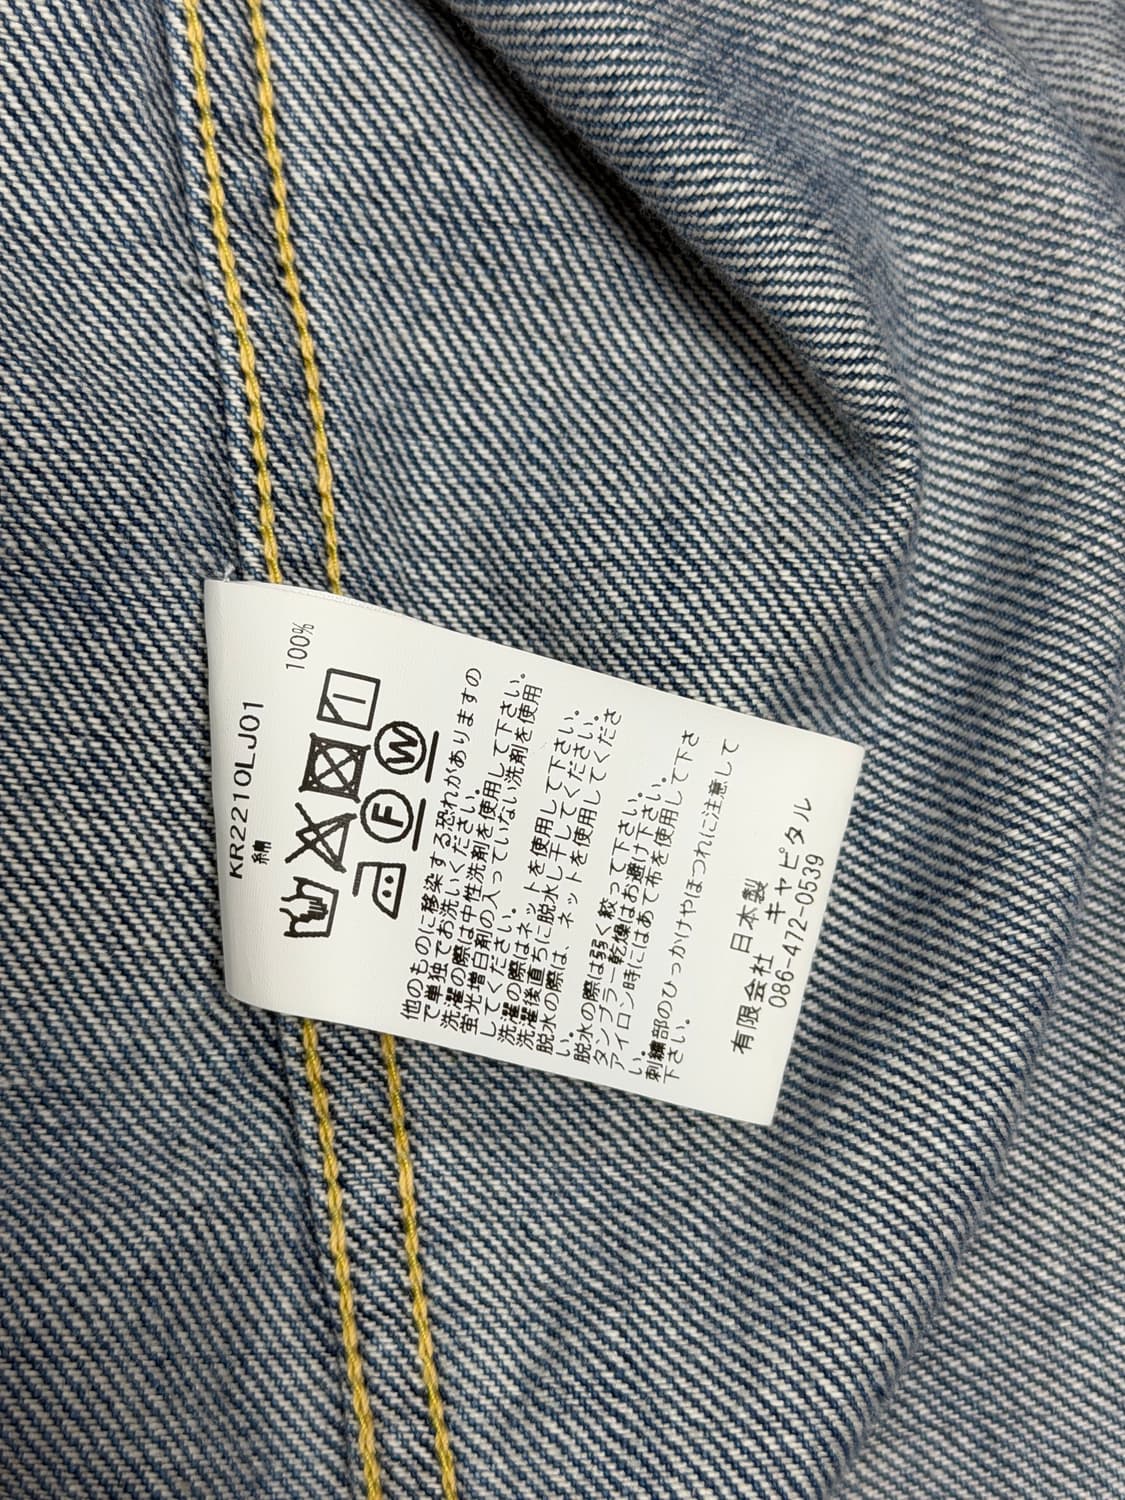 KR2210LJ01
綿 100%
W
F
他のものに移染する恐れがありますの
で単独でお洗いください。
洗濯の際は中性洗剤を使用して下さい。
蛍光増白剤の入っていない洗剤を使用
してください。
洗濯の際はネットを使用して下さい。
洗濯後直ちに脱水し干してください。
脱水の際は、ネットを使用してくださ
い。
脱水の際は弱く絞って下さい。
タンブラー乾燥はお避け下さい。
アイロン時にはあて布を使用して下さ
い。
刺繍部のひっかけやほつれに注意して
下さい。
日本製
有限会社 キャピタル
086-472-0539